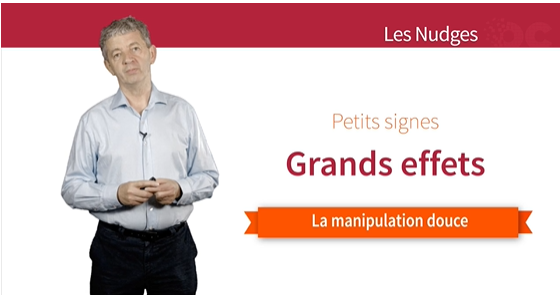 Les Nudges
Petits signes
Grands effets
La manipulation douce